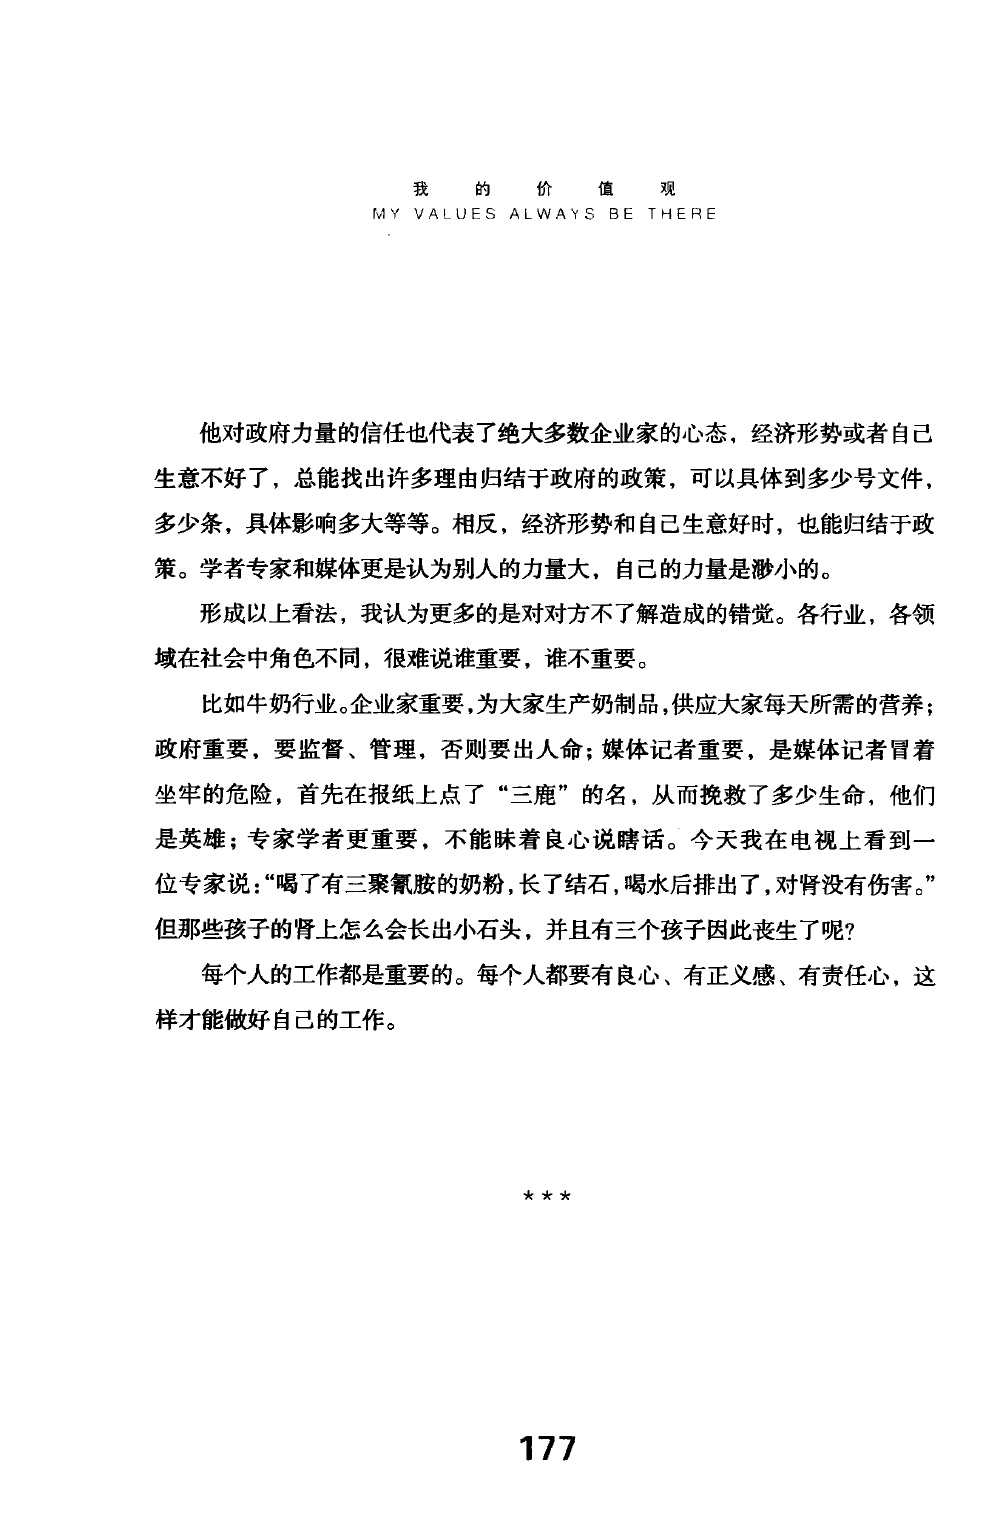 我的价值观
MY VALUES ALWAYS BE THERE
他对政府力量的信任也代表了绝大多数企业家的心态，经济形势或者自己
生意不好了，总能找出许多理由归结于政府的政策，可以具体到多少号文件，
多少条，具体影响多大等等。相反，经济形势和自己生意好时，也能归结于政
策。学者专家和媒体更是认为别人的力量大，自己的力量是渺小的。
形成以上看法，我认为更多的是对对方不了解造成的错觉。各行业，各领
域在社会中角色不同，很难说谁重要，谁不重要。
比如牛奶行业。企业家重要，为大家生产奶制品，供应大家每天所需的营养；
政府重要，要监督、管理，否则要出人命；媒体记者重要，是媒体记者冒着
坐牢的危险，首先在报纸上点了“三鹿”的名，从而挽救了多少生命，他们
是英雄；专家学者更重要，不能昧着良心说瞎话。今天我在电视上看到一
位专家说：“喝了有三聚氰胺的奶粉，长了结石，喝水后排出了，对肾没有伤害。”
但那些孩子的肾上怎么会长出小石头，并且有三个孩子因此丧生了呢？
每个人的工作都是重要的。每个人都要有良心、有正义感、有责任心，这
样才能做好自己的工作。
***
177